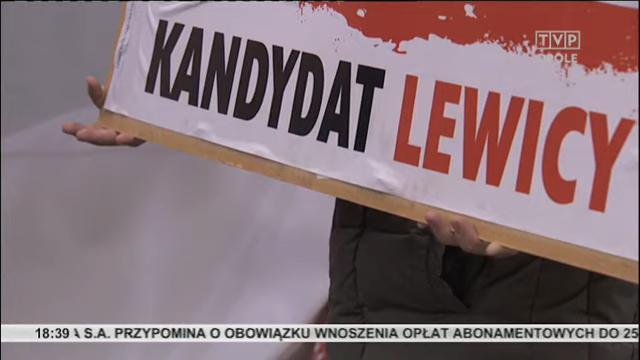 TVP
OPOLE
KANDYDAT LEWICY
18:39 A S.A. PRZYPOMINA O OBOWIĄZKU WNOSZENIA OPŁAT ABONAMENTOWYCH DO 25